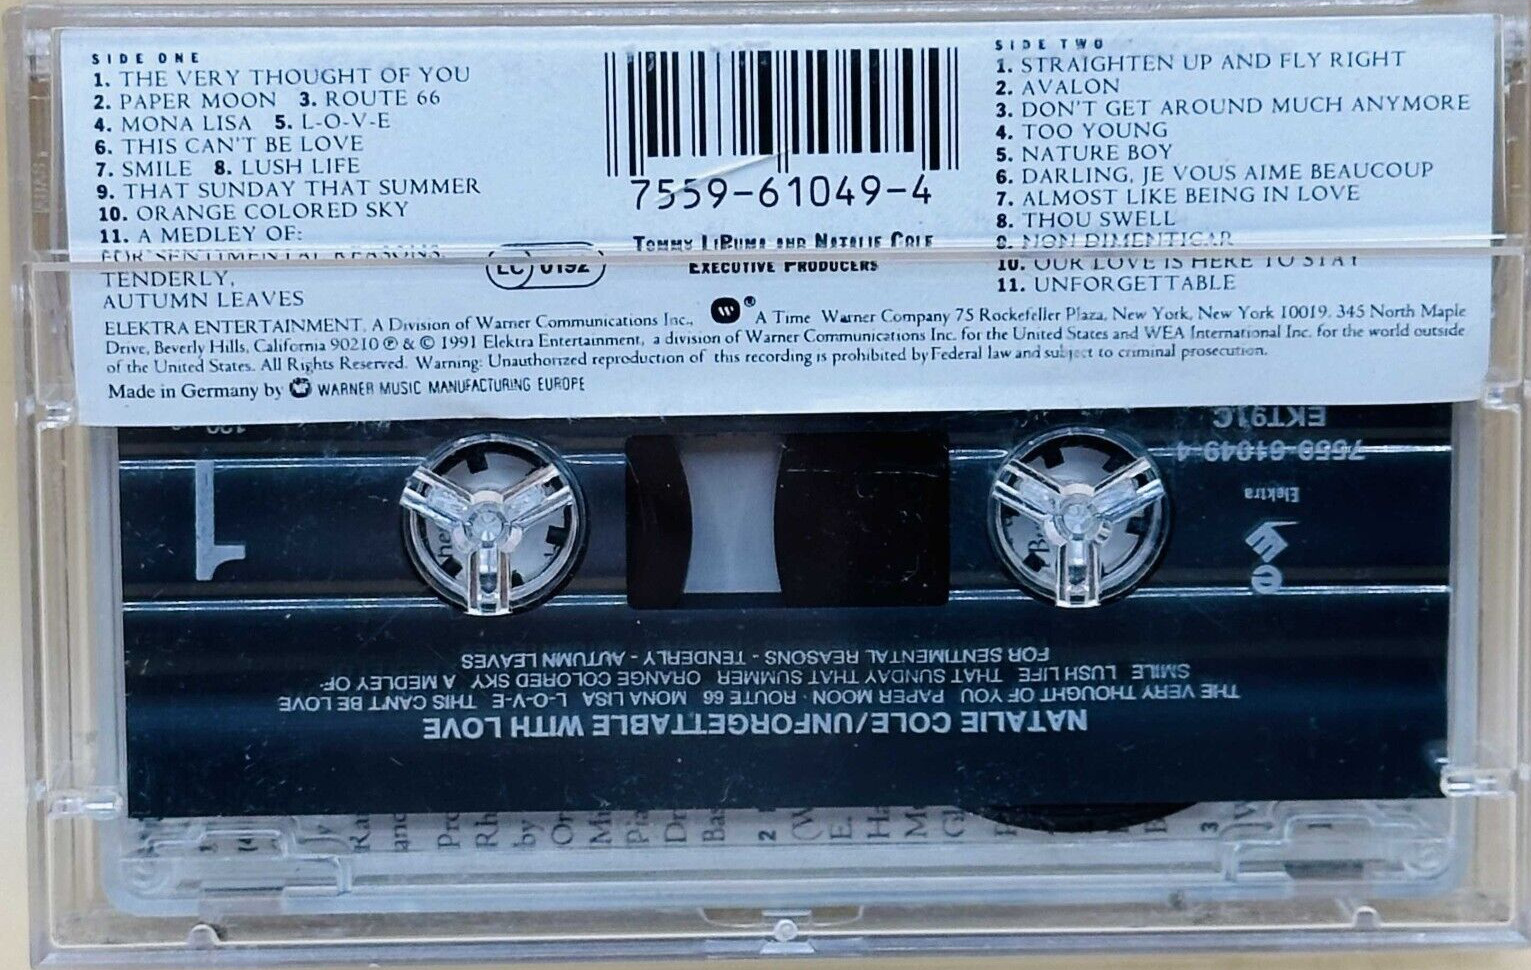 SIDE ONE
1. THE VERY THOUGHT OF YOU
2. PAPER MOON 3. ROUTE 66
4. MONA LISA 5. L-O-V-E
6. THIS CAN'T BE LOVE
7. SMILE 8. LUSH LIFE
9. THAT SUNDAY THAT SUMMER
10. ORANGE COLORED SKY
11. A MEDLEY OF:
FOR SENTIMENTAL REASONS,
TENDERLY,
AUTUMN LEAVES
7559-61049-4
TOMMY LIPUMA AND NATALIE COLE
EXECUTIVE PRODUCERS
LC 0192
SIDE TWO
1. STRAIGHTEN UP AND FLY RIGHT
2. AVALON
3. DON'T GET AROUND MUCH ANYMORE
4. TOO YOUNG
5. NATURE BOY
6. DARLING, JE VOUS AIME BEAUCOUP
7. ALMOST LIKE BEING IN LOVE
8. THOU SWELL
9. NON DIMENTICAR
10. OUR LOVE IS HERE TO STAY
11. UNFORGETTABLE
ELEKTRA ENTERTAINMENT, A Division of Warner Communications Inc., ® A Time Warner Company 75 Rockefeller Plaza, New York, New York 10019, 345 North Maple
Drive, Beverly Hills, California 90210 ℗ & © 1991 Elektra Entertainment, a division of Warner Communications Inc. for the United States and WEA International Inc. for the world outside
of the United States. All Rights Reserved. Warning: Unauthorized reproduction of this recording is prohibited by Federal law and subject to criminal prosecution.
Made in Germany by WARNER MUSIC MANUFACTURING EUROPE
EKT91C
7559-61049-4
Elektra
1
NATALIE COLE/UNFORGETTABLE WITH LOVE
THE VERY THOUGHT OF YOU PAPER MOON · ROUTE 66 MONA LISA L-O-V-E THIS CAN'T BE LOVE
SMILE LUSH LIFE THAT SUNDAY THAT SUMMER ORANGE COLORED SKY A MEDLEY OF:
FOR SENTIMENTAL REASONS - TENDERLY - AUTUMN LEAVES